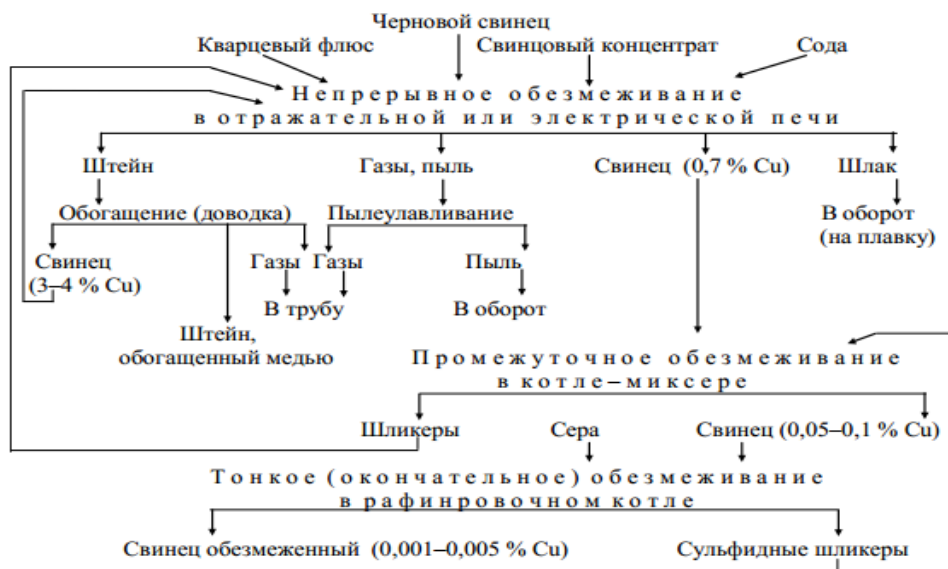 Черновой свинец
Кварцевый флюс Свинцовый концентрат Сода
Непрерывное обезмеживание
в отражательной или электрической печи
Штейн Газы, пыль Свинец (0,7 % Cu) Шлак
Обогащение (доводка) Пылеулавливание В оборот
(на плавку)
Свинец Газы Газы Пыль
(3–4 % Cu)
В трубу В оборот
Штейн,
обогащенный медью
Промежуточное обезмеживание
в котле–миксере
Шликеры Сера Свинец (0,05–0,1 % Cu)
Тонкое (окончательное) обезмеживание
в рафинровочном котле
Свинец обезмеженный (0,001–0,005 % Cu) Сульфидные шликеры